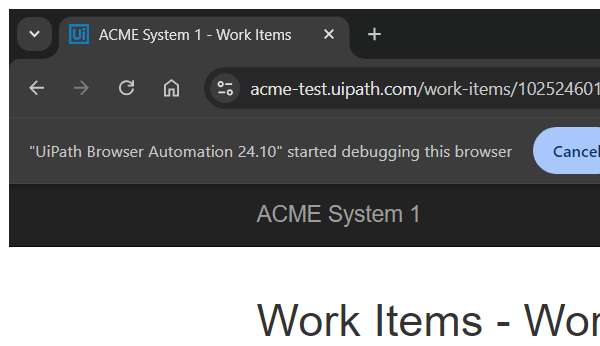 Ui ACME System 1 - Work Items
acme-test.uipath.com/work-items/102524601
"UiPath Browser Automation 24.10" started debugging this browser Cancel
ACME System 1
Work Items - Wor